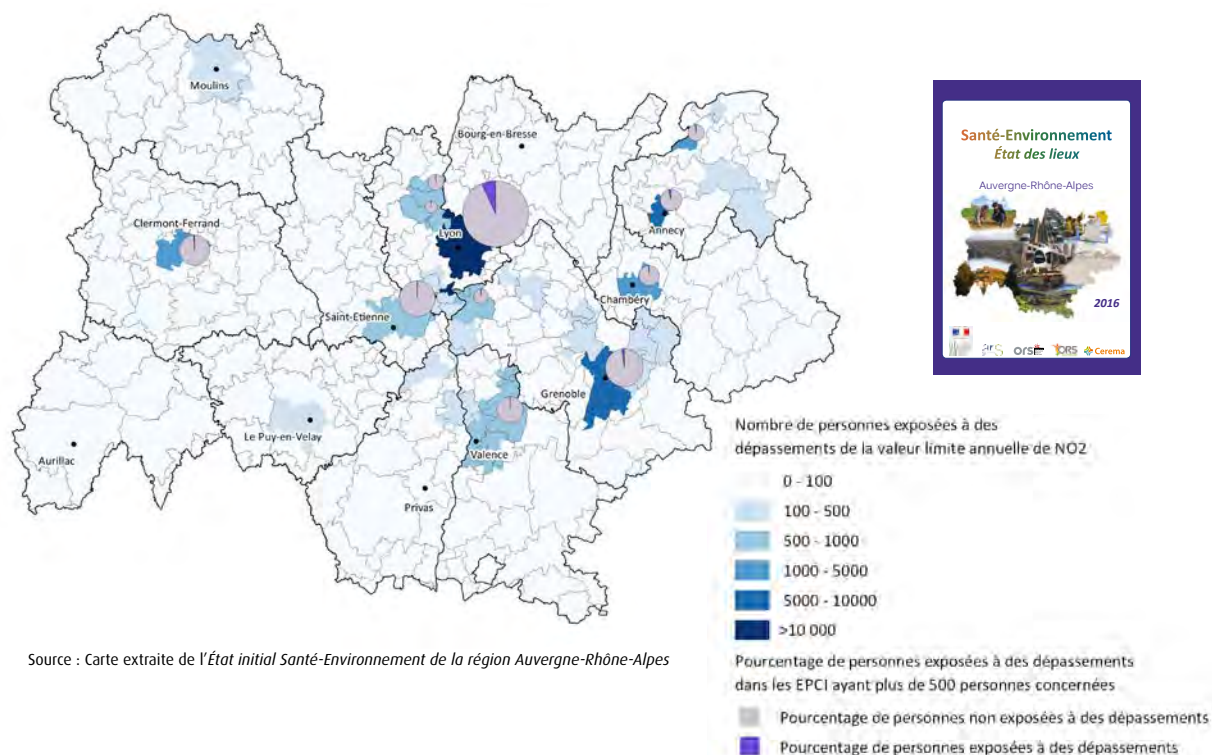 Moulins
Bourg-en-Bresse
Clermont-Ferrand
Lyon
Annecy
Chambéry
Saint-Etienne
Grenoble
Le Puy-en-Velay
Aurillac
Valence
Privas
Santé-Environnement
État des lieux
Auvergne-Rhône-Alpes
2016
ars
ORS
Cerema
Nombre de personnes exposées à des
dépassements de la valeur limite annuelle de NO2
0 - 100
100 - 500
500 - 1000
1000 - 5000
5000 - 10000
>10 000
Source : Carte extraite de l'État initial Santé-Environnement de la région Auvergne-Rhône-Alpes
Pourcentage de personnes exposées à des dépassements
dans les EPCI ayant plus de 500 personnes concernées
Pourcentage de personnes non exposées à des dépassements
Pourcentage de personnes exposées à des dépassements